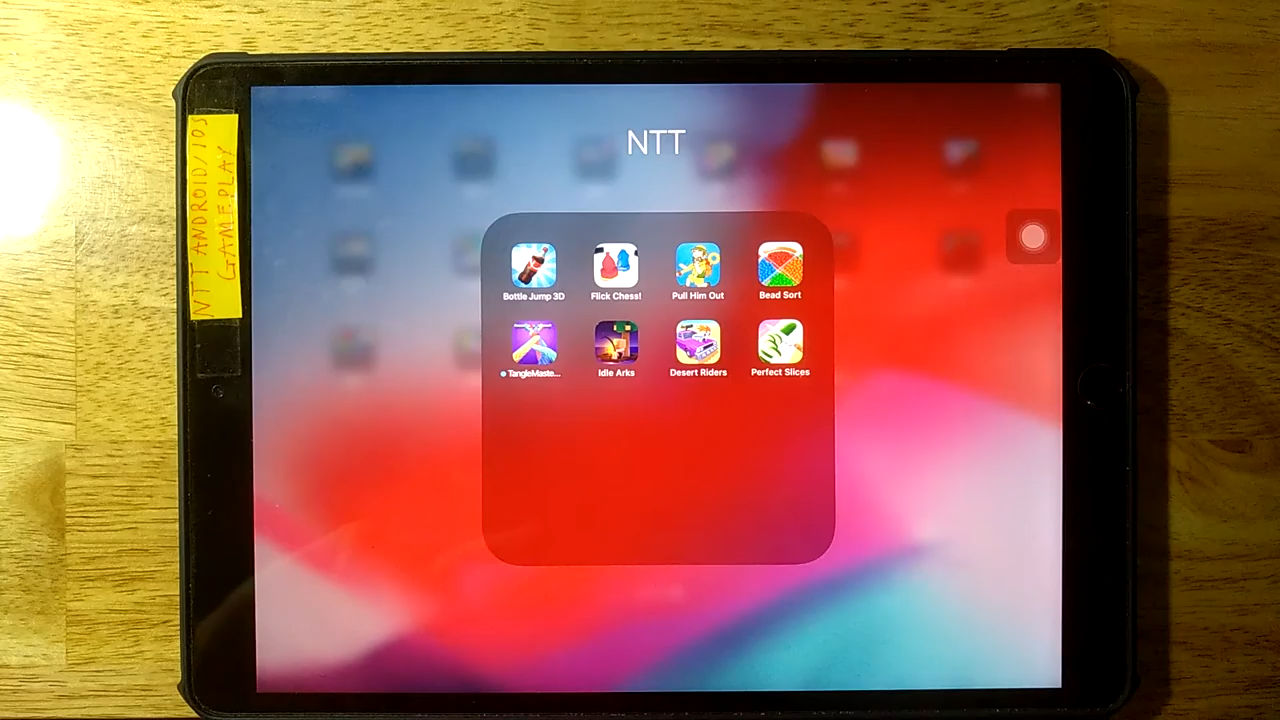 NTT ANDROID/IOS
GAMEPLAY
NTT
Bottle Jump 3D
Flick Chess!
Pull Him Out
Bead Sort
TangleMaste...
Idle Arks
Desert Riders
Perfect Slices